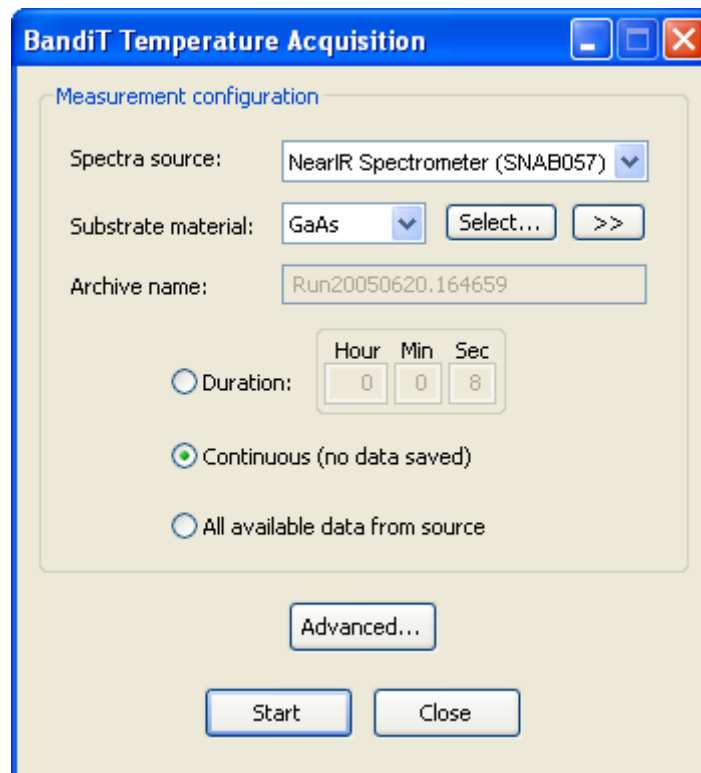 BandiT Temperature Acquisition
Measurement configuration
Spectra source: NearIR Spectrometer (SNAB057)
Substrate material: GaAs Select... >>
Archive name: Run20050620.164659
Hour Min Sec
Duration: 0 0 8
Continuous (no data saved)
All available data from source
Advanced...
Start Close